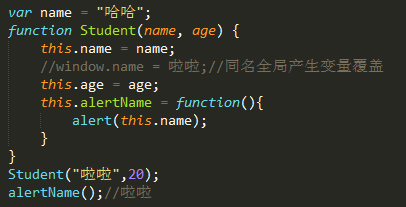 var name = "哈哈";
function Student(name, age) {
this.name = name;
//window.name = 啦啦;//同名全局产生变量覆盖
this.age = age;
this.alertName = function(){
alert(this.name);
}
}
Student("啦啦",20);
alertName();//啦啦